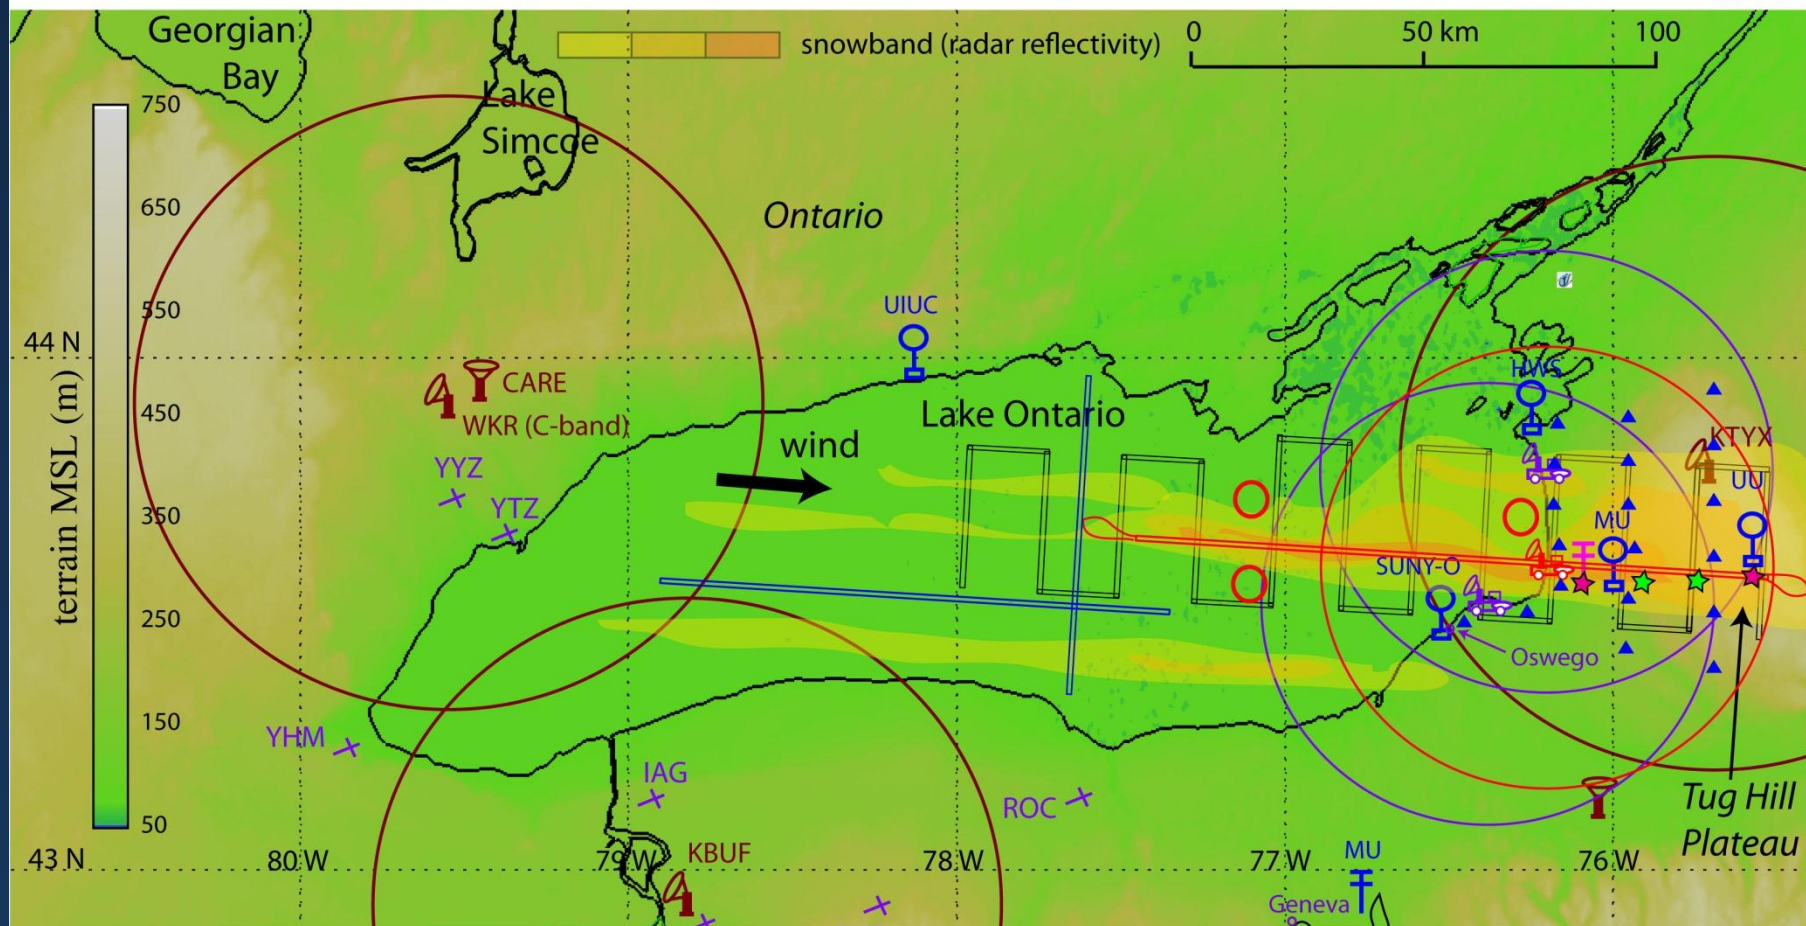 Georgian
Bay
snowband (radar reflectivity)
0
50 km
100
Lake
Simcoe
750
650
550
450
350
250
150
50
terrain MSL (m)
Ontario
44 N
UIUC
CARE
WKR (C-band)
HWS
Lake Ontario
wind
KTYX
YYZ
YTZ
UU
MU
SUNY-O
Oswego
YHM
IAG
ROC
Tug Hill
Plateau
43 N
80 W
79 W
78 W
77 W
76 W
KBUF
MU
Geneva